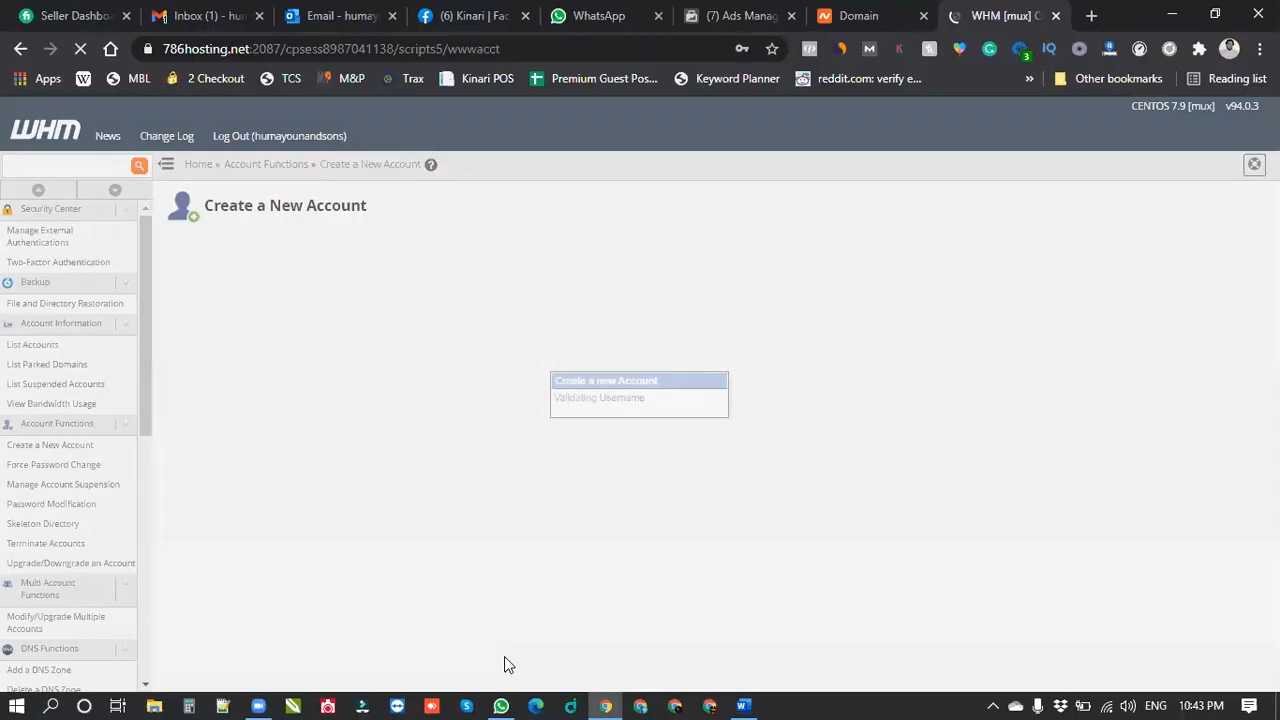 Seller Dashboard
Inbox (1) - hum
Email - humay
(6) Kinari | Fac
WhatsApp
(7) Ads Manag
Domain
WHM [mux] C
786hosting.net:2087/cpsess8987041138/scripts5/wwwacct
3
Apps
MBL
2 Checkout
TCS
M&P
Trax
Kinari POS
Premium Guest Pos...
Keyword Planner
reddit.com: verify e...
»
Other bookmarks
Reading list
CENTOS 7.9 [mux] v94.0.3
WHM
News
Change Log
Log Out (humayounandsons)
Home » Account Functions » Create a New Account
Create a New Account
Security Center
Manage External
Authentications
Two-Factor Authentication
Backup
File and Directory Restoration
Account Information
List Accounts
List Parked Domains
List Suspended Accounts
View Bandwidth Usage
Account Functions
Create a New Account
Force Password Change
Manage Account Suspension
Password Modification
Skeleton Directory
Terminate Accounts
Upgrade/Downgrade an Account
Multi Account
Functions
Modify/Upgrade Multiple
Accounts
DNS Functions
Add a DNS Zone
Delete a DNS Zone
Create a new Account
Validating Username
ENG
10:43 PM